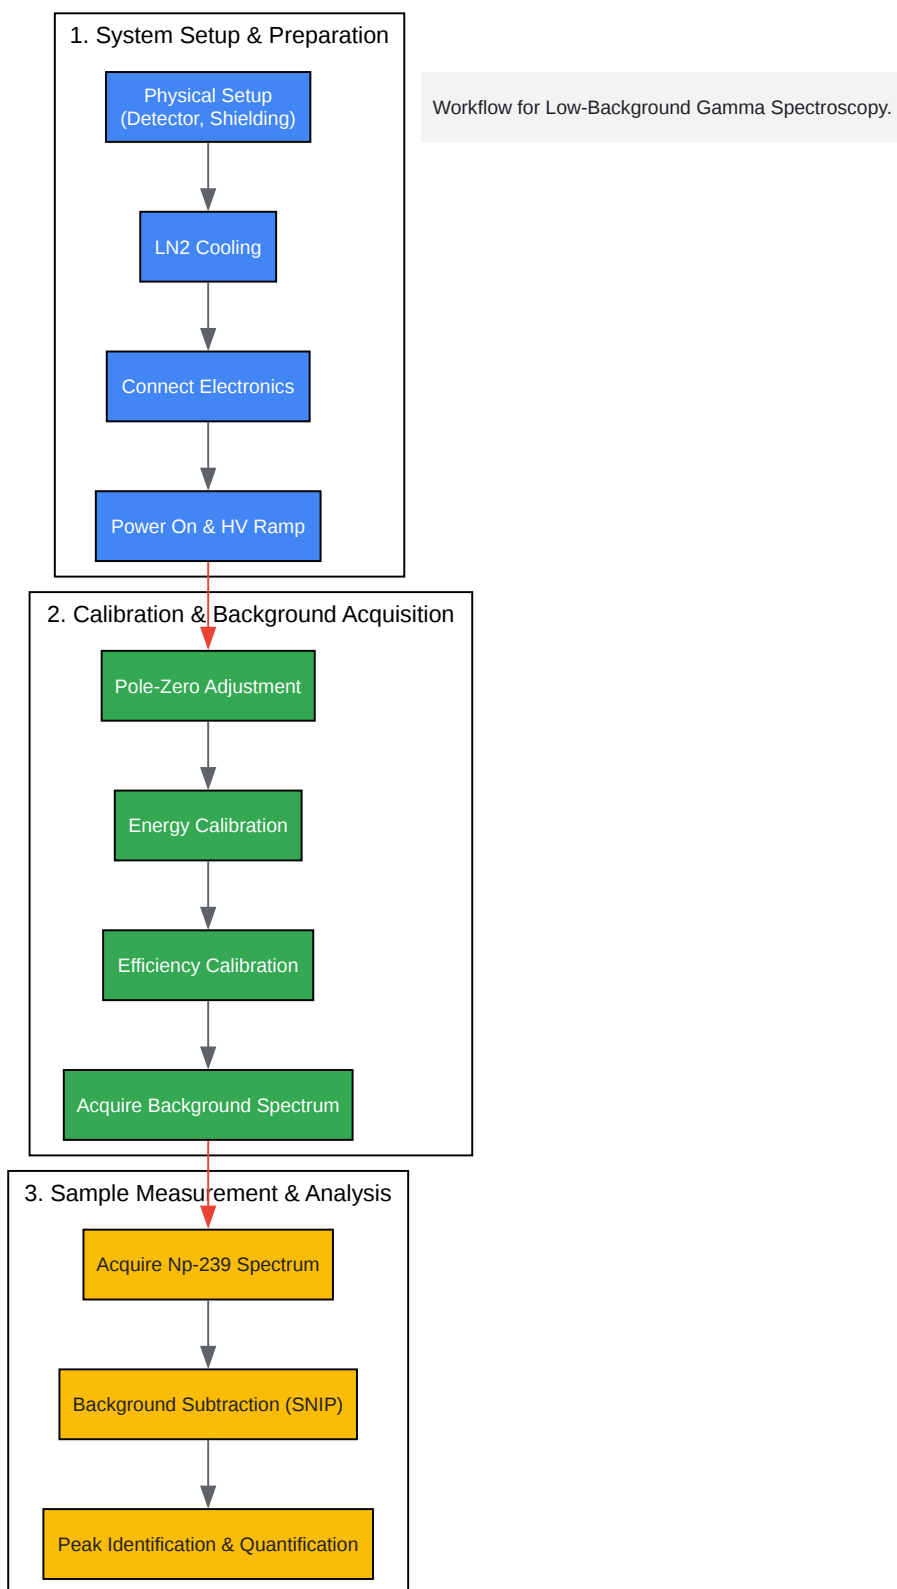 1. System Setup & Preparation
Physical Setup
(Detector, Shielding)
Workflow for Low-Background Gamma Spectroscopy.
LN2 Cooling
Connect Electronics
Power On & HV Ramp
2. Calibration & Background Acquisition
Pole-Zero Adjustment
Energy Calibration
Efficiency Calibration
Acquire Background Spectrum
3. Sample Measurement & Analysis
Acquire Np-239 Spectrum
Background Subtraction (SNIP)
Peak Identification & Quantification